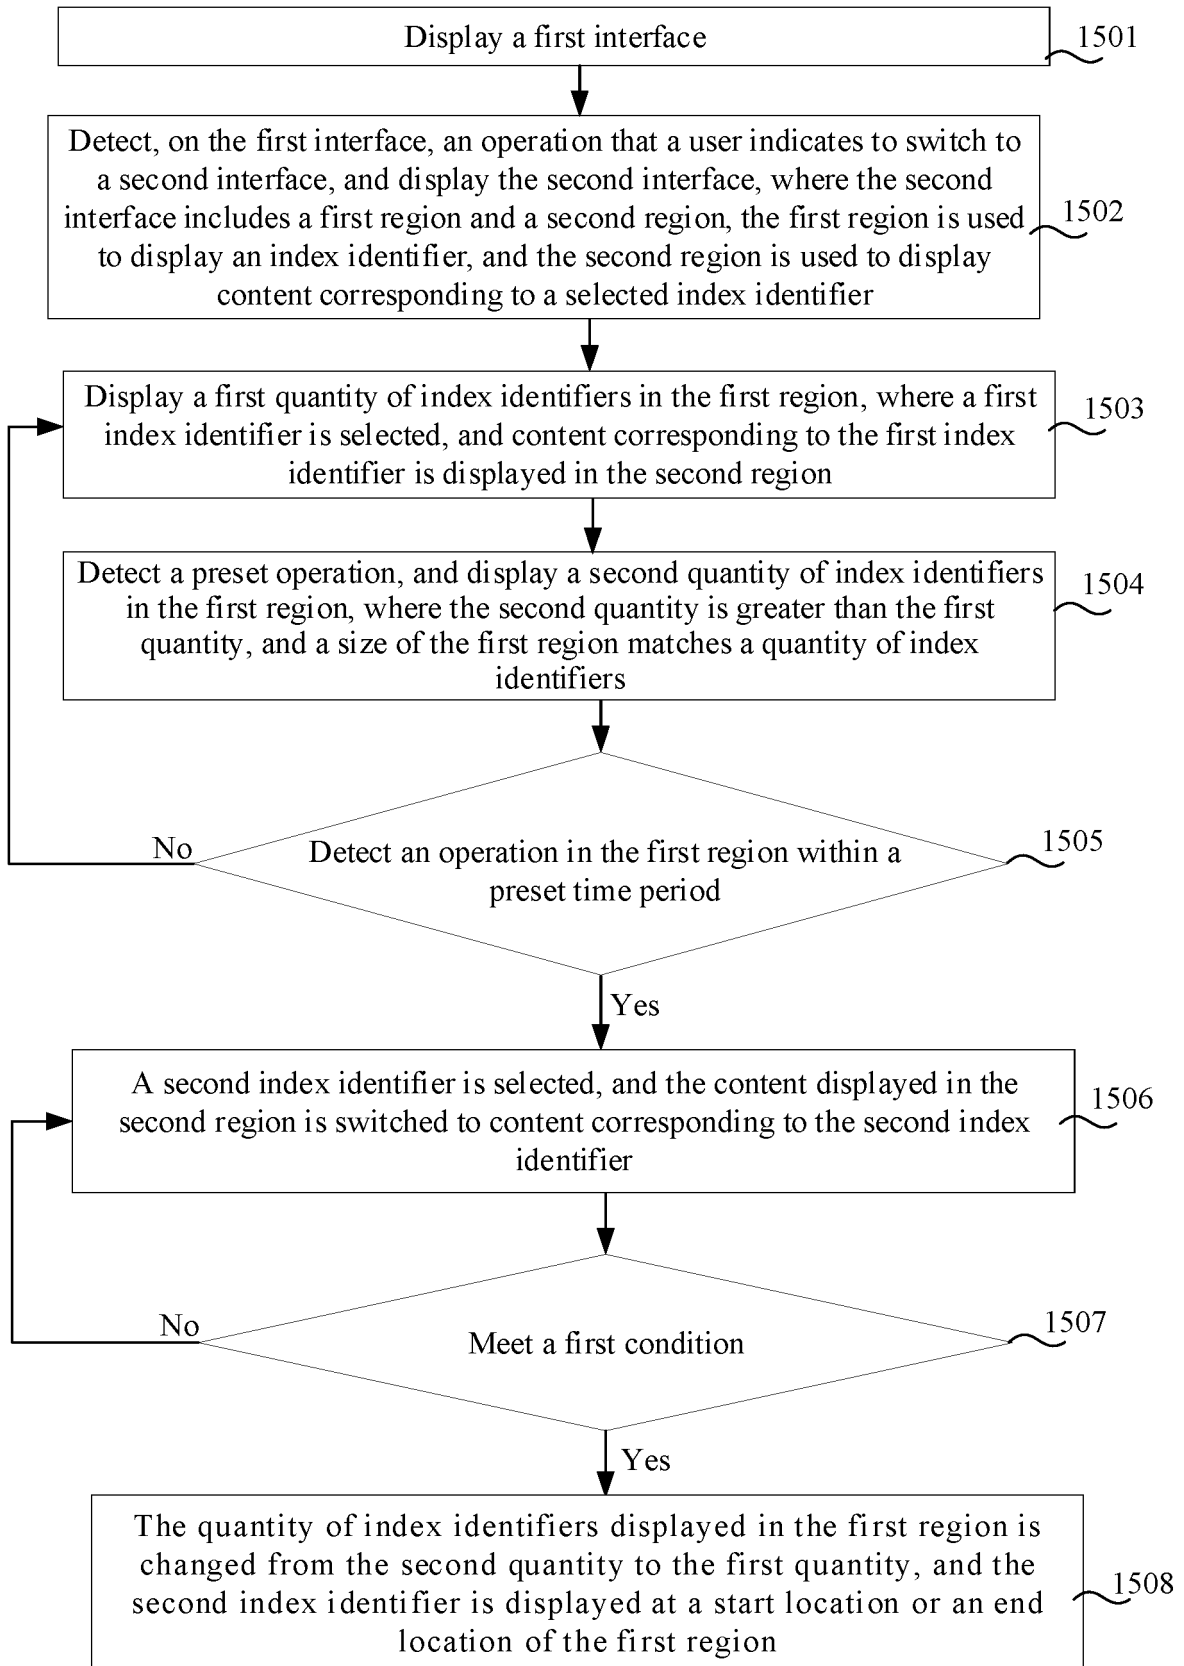 Display a first interface
1501
Detect, on the first interface, an operation that a user indicates to switch to
a second interface, and display the second interface, where the second
interface includes a first region and a second region, the first region is used
to display an index identifier, and the second region is used to display
content corresponding to a selected index identifier
1502
Display a first quantity of index identifiers in the first region, where a first
index identifier is selected, and content corresponding to the first index
identifier is displayed in the second region
1503
Detect a preset operation, and display a second quantity of index identifiers
in the first region, where the second quantity is greater than the first
quantity, and a size of the first region matches a quantity of index
identifiers
1504
No
Detect an operation in the first region within a
preset time period
1505
Yes
A second index identifier is selected, and the content displayed in the
second region is switched to content corresponding to the second index
identifier
1506
No
Meet a first condition
1507
Yes
The quantity of index identifiers displayed in the first region is
changed from the second quantity to the first quantity, and the
second index identifier is displayed at a start location or an end
location of the first region
1508